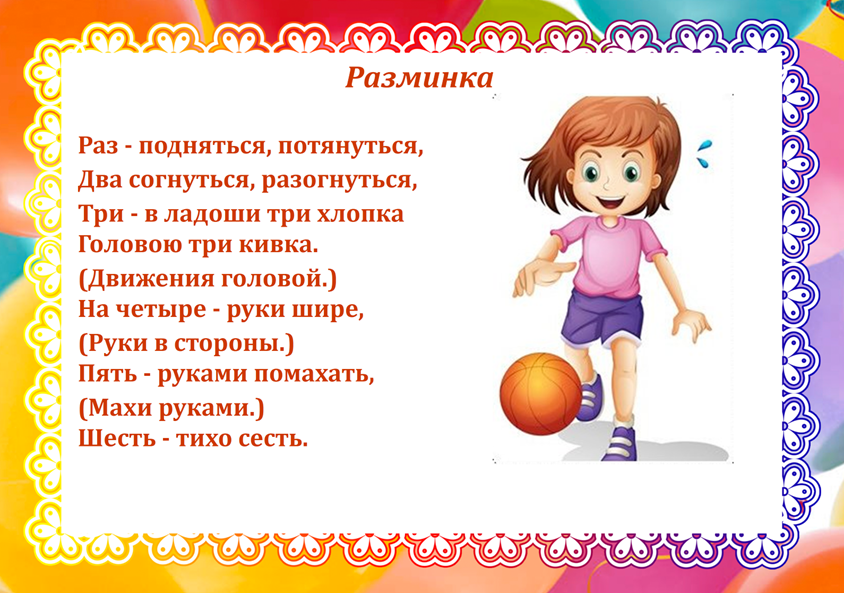 Разминка
Раз - подняться, потянуться,
Два согнуться, разогнуться,
Три - в ладоши три хлопка
Головою три кивка.
(Движения головой.)
На четыре - руки шире,
(Руки в стороны.)
Пять - руками помахать,
(Махи руками.)
Шесть - тихо сесть.